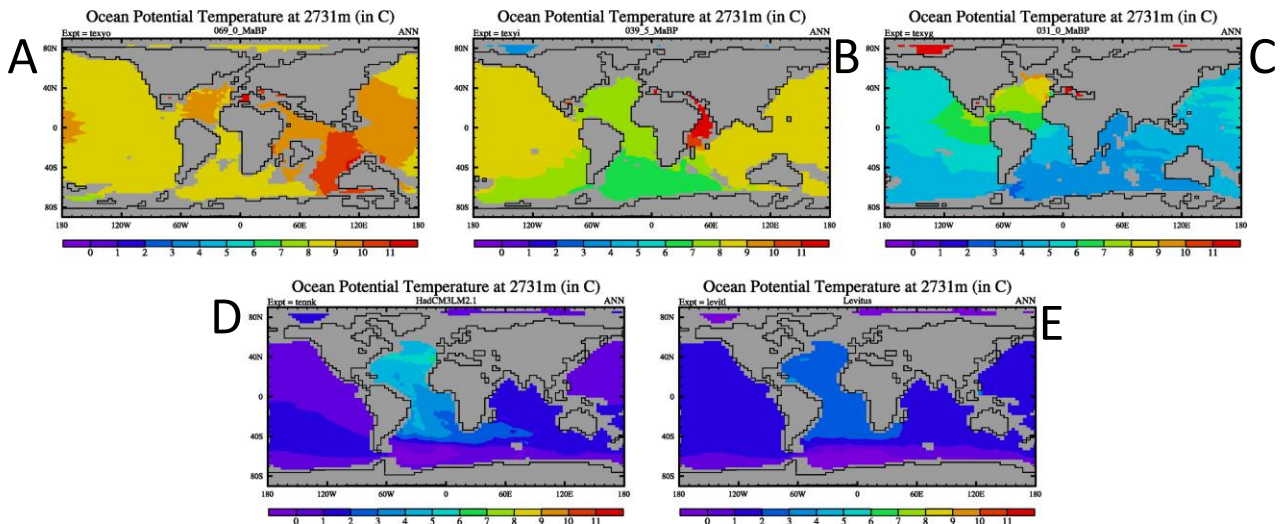 A
Ocean Potential Temperature at 2731m (in C)
Expt = texyo 069_0_MaBP ANN
80N
40N
0
40S
80S
180 120W 60W 0 60E 120E 180
0 1 2 3 4 5 6 7 8 9 10 11
B
Ocean Potential Temperature at 2731m (in C)
Expt = texyi 039_5_MaBP ANN
80N
40N
0
40S
80S
180 120W 60W 0 60E 120E 180
0 1 2 3 4 5 6 7 8 9 10 11
C
Ocean Potential Temperature at 2731m (in C)
Expt = texyg 031_0_MaBP ANN
80N
40N
0
40S
80S
180 120W 60W 0 60E 120E 180
0 1 2 3 4 5 6 7 8 9 10 11
D
Ocean Potential Temperature at 2731m (in C)
Expt = tennk HadCM3LM2.1 ANN
80N
40N
0
40S
80S
180 120W 60W 0 60E 120E 180
0 1 2 3 4 5 6 7 8 9 10 11
E
Ocean Potential Temperature at 2731m (in C)
Expt = levitl Levitus ANN
80N
40N
0
40S
80S
180 120W 60W 0 60E 120E 180
0 1 2 3 4 5 6 7 8 9 10 11